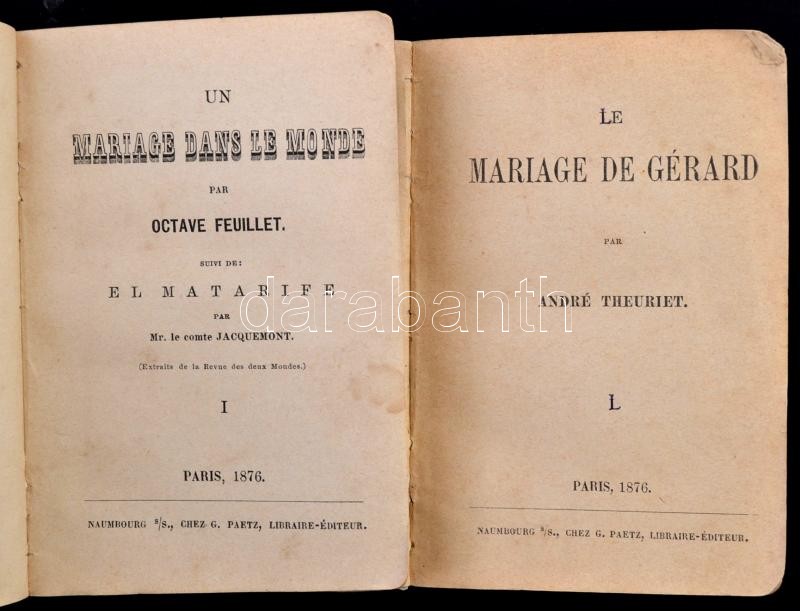 UN
MARIAGE DANS LE MONDE
PAR
OCTAVE FEUILLET.
SUIVI DE:
EL MATARIFE
PAR
Mr. le comte JACQUEMONT.
(Extraits de la Revue des deux Mondes.)
I
PARIS, 1876.
NAUMBOURG s/S., CHEZ G. PAETZ, LIBRAIRE-ÉDITEUR.
LE
MARIAGE DE GÉRARD
PAR
ANDRÉ THEURIET.
L
PARIS, 1876.
NAUMBOURG s/S., CHEZ G. PAETZ, LIBRAIRE-ÉDITEUR.
darabanth